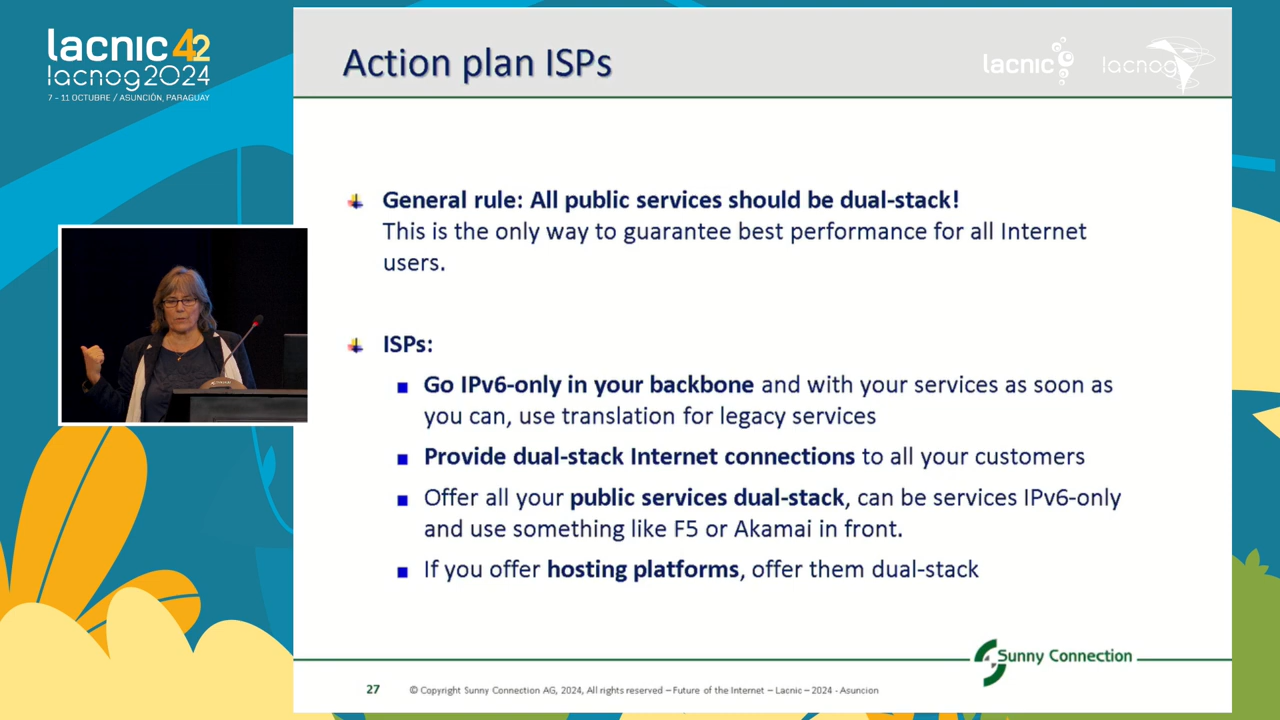 lacnic 42
lacnog2024
7 - 11 OCTUBRE / ASUNCIÓN, PARAGUAY
Action plan ISPs
lacnic
lacnog
General rule: All public services should be dual-stack!
This is the only way to guarantee best performance for all Internet
users.
ISPs:
Go IPv6-only in your backbone and with your services as soon as
you can, use translation for legacy services
Provide dual-stack Internet connections to all your customers
Offer all your public services dual-stack, can be services IPv6-only
and use something like F5 or Akamai in front.
If you offer hosting platforms, offer them dual-stack
Sunny Connection
27
© Copyright Sunny Connection AG, 2024, All rights reserved – Future of the Internet – Lacnic – 2024 - Asuncion